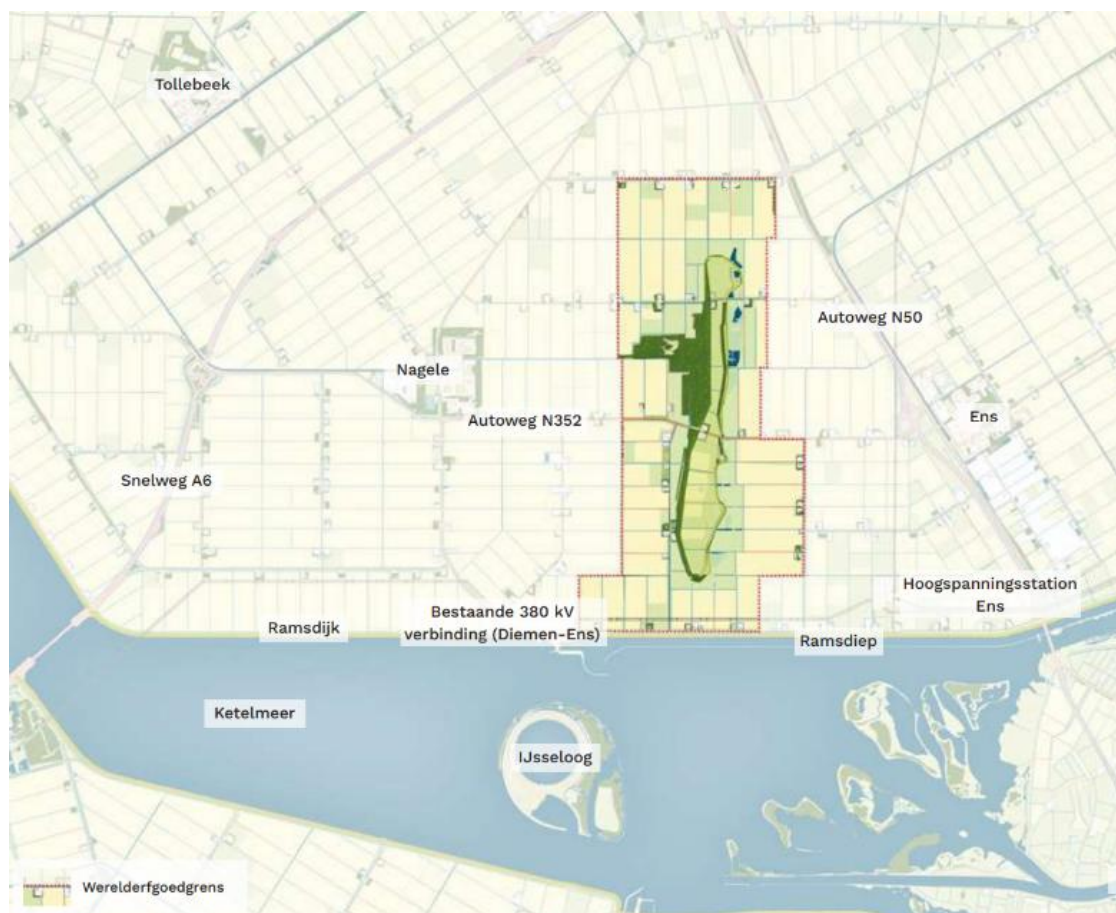 Tollebeek
Autoweg N50
Nagele
Autoweg N352
Ens
Snelweg A6
Hoogspanningsstation
Ens
Bestaande 380 kV
verbinding (Diemen-Ens)
Ramsdijk
Ramsdiep
Ketelmeer
IJsseloog
Werelderfgoedgrens